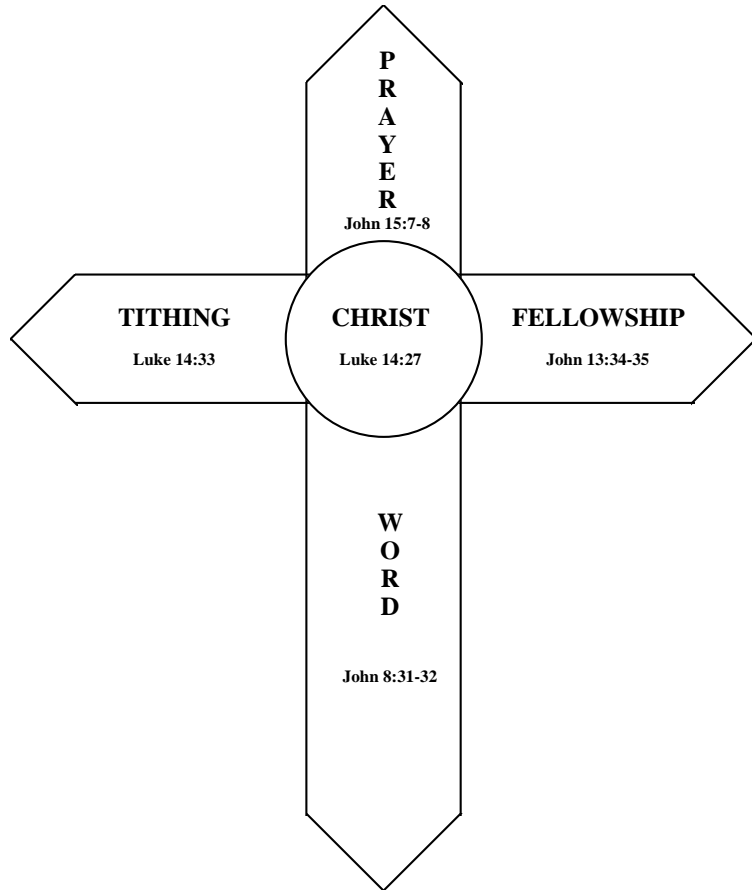 P
R
A
Y
E
R
John 15:7-8
TITHING
Luke 14:33
CHRIST
Luke 14:27
FELLOWSHIP
John 13:34-35
W
O
R
D
John 8:31-32